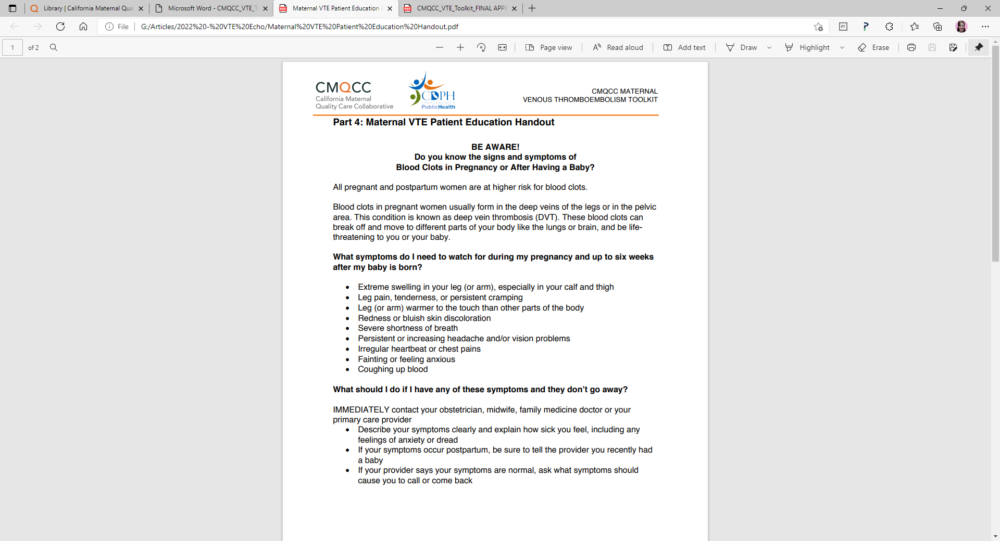 Library | California Maternal Qua
Microsoft Word - CMQCC_VTE_T
Maternal VTE Patient Education
CMQCC_VTE_Toolkit_FINAL APPR
File
G:/Articles/2022%20-%20VTE%20Echo/Maternal%20VTE%20Patient%20Education%20Handout.pdf
PT
?
1 of 2
Page view
Read aloud
Add text
Draw
Highlight
Erase
CMQCC
California Maternal
Quality Care Collaborative
CDPH
PublicHealth
CMQCC MATERNAL
VENOUS THROMBOEMBOLISM TOOLKIT
Part 4: Maternal VTE Patient Education Handout
BE AWARE!
Do you know the signs and symptoms of
Blood Clots in Pregnancy or After Having a Baby?
All pregnant and postpartum women are at higher risk for blood clots.
Blood clots in pregnant women usually form in the deep veins of the legs or in the pelvic
area. This condition is known as deep vein thrombosis (DVT). These blood clots can
break off and move to different parts of your body like the lungs or brain, and be life-
threatening to you or your baby.
What symptoms do I need to watch for during my pregnancy and up to six weeks
after my baby is born?
• Extreme swelling in your leg (or arm), especially in your calf and thigh
• Leg pain, tenderness, or persistent cramping
• Leg (or arm) warmer to the touch than other parts of the body
• Redness or bluish skin discoloration
• Severe shortness of breath
• Persistent or increasing headache and/or vision problems
• Irregular heartbeat or chest pains
• Fainting or feeling anxious
• Coughing up blood
What should I do if I have any of these symptoms and they don't go away?
IMMEDIATELY contact your obstetrician, midwife, family medicine doctor or your
primary care provider
• Describe your symptoms clearly and explain how sick you feel, including any
feelings of anxiety or dread
• If your symptoms occur postpartum, be sure to tell the provider you recently had
a baby
• If your provider says your symptoms are normal, ask what symptoms should
cause you to call or come back